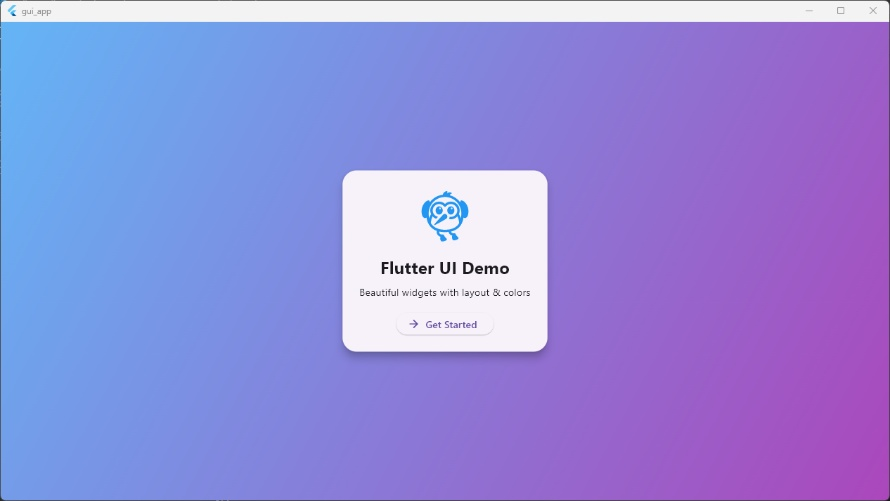 gui_app
Flutter UI Demo
Beautiful widgets with layout & colors
Get Started